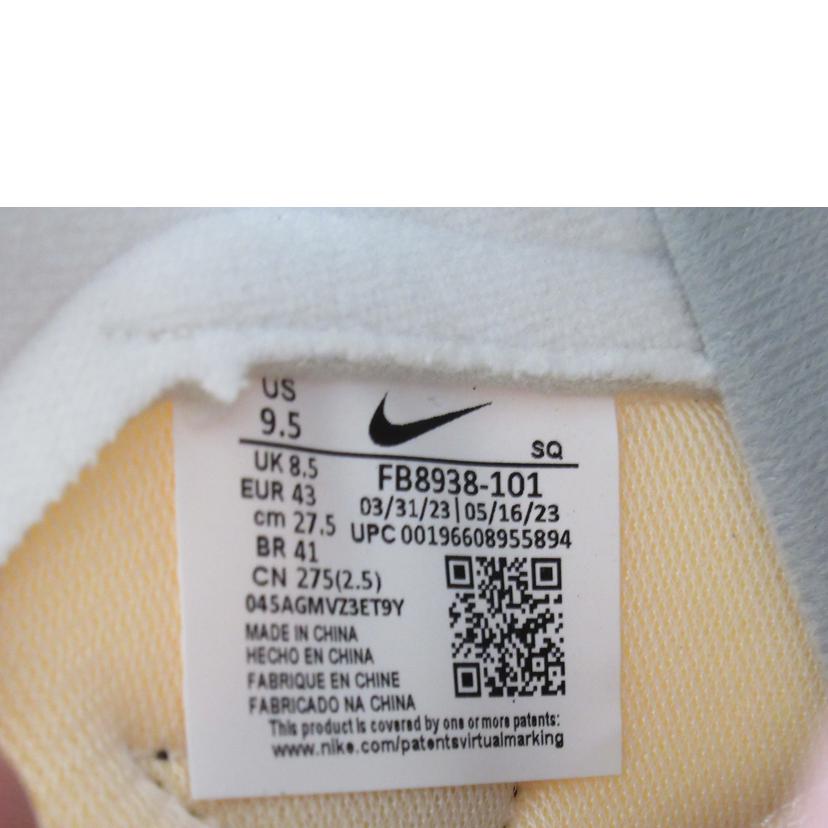 US
9.5
SQ
UK 8.5
EUR 43
cm 27.5
BR 41
CN 275(2.5)
FB8938-101
03/31/23|05/16/23
UPC 00196608955894
045AGMVZ3ET9Y
MADE IN CHINA
HECHO EN CHINA
FABRIQUE EN CHINE
FABRICADO NA CHINA
This product is covered by one or more patents:
www.nike.com/patentsvirtualmarking